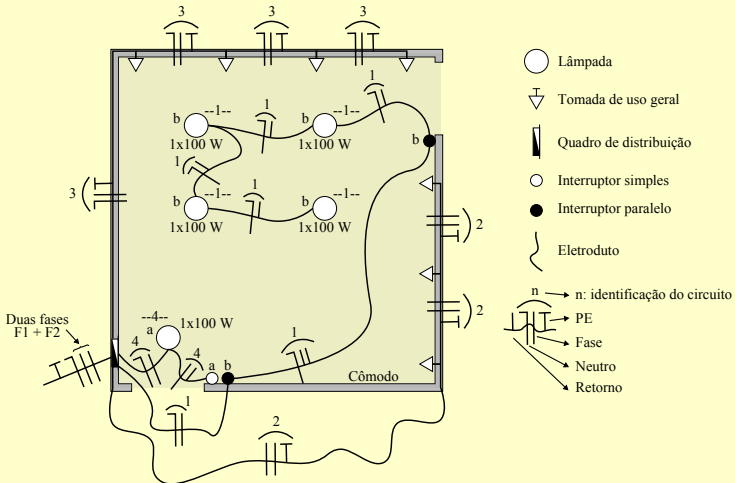 3 3 3
1
b --1-- 1 b --1--
1x100 W 1x100 W
b
1
3
b --1-- 1 b --1--
1x100 W 1x100 W
2
2
--4-- 1x100 W
a
Duas fases
F1 + F2
4
4
a b
1
Cômodo
1
2
Lâmpada
Tomada de uso geral
Quadro de distribuição
Interruptor simples
Interruptor paralelo
Eletroduto
n
n: identificação do circuito
PE
Fase
Neutro
Retorno